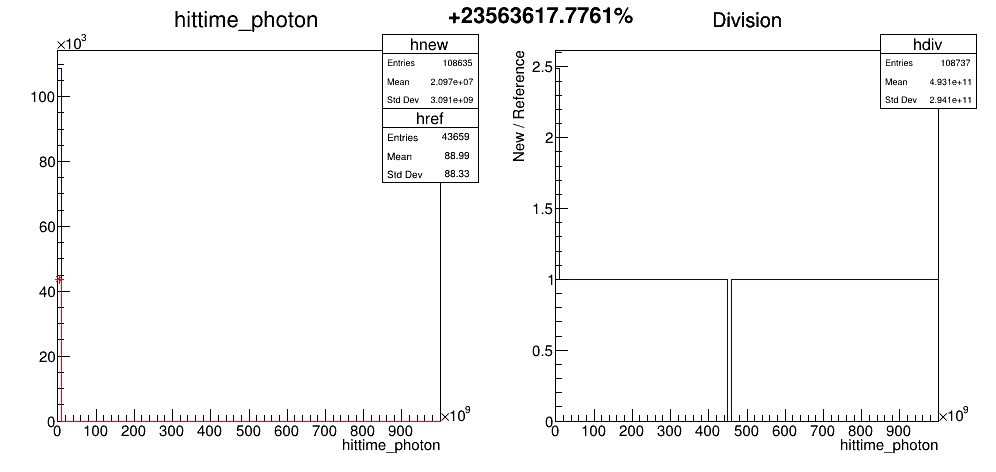 hittime_photon
+23563617.7761%
Division
×10³
hnew
Entries 108635
Mean 2.097e+07
Std Dev 3.091e+09
href
Entries 43659
Mean 88.99
Std Dev 88.33
100
80
60
40
20
0
0 100 200 300 400 500 600 700 800 900
×10⁹
hittime_photon
hdiv
Entries 108737
Mean 4.931e+11
Std Dev 2.941e+11
New / Reference
2.5
2
1.5
1
0.5
0
0 100 200 300 400 500 600 700 800 900
×10⁹
hittime_photon